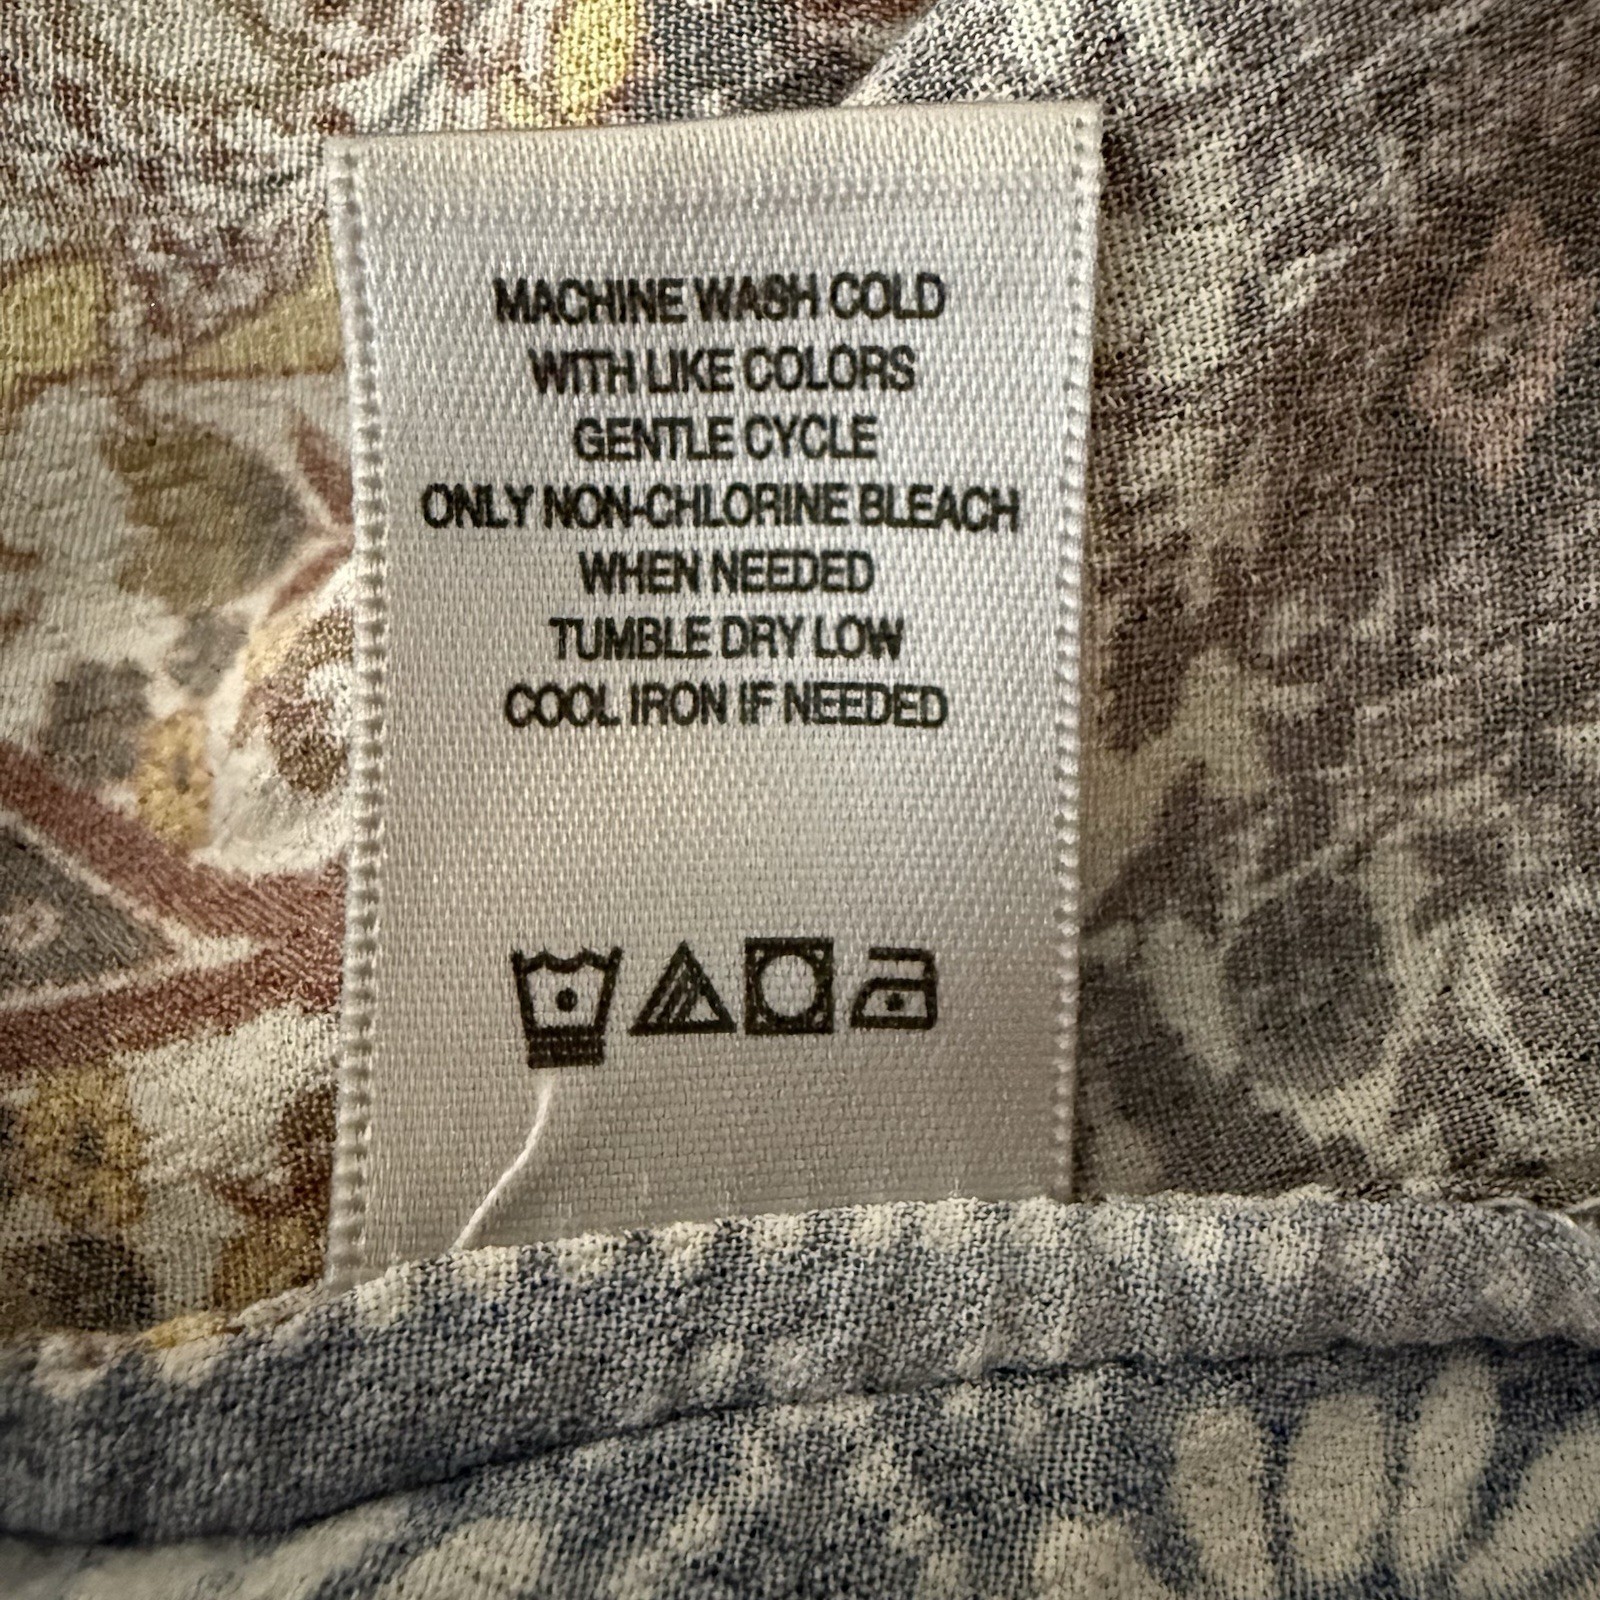 MACHINE WASH COLD
WITH LIKE COLORS
GENTLE CYCLE
ONLY NON-CHLORINE BLEACH
WHEN NEEDED
TUMBLE DRY LOW
COOL IRON IF NEEDED